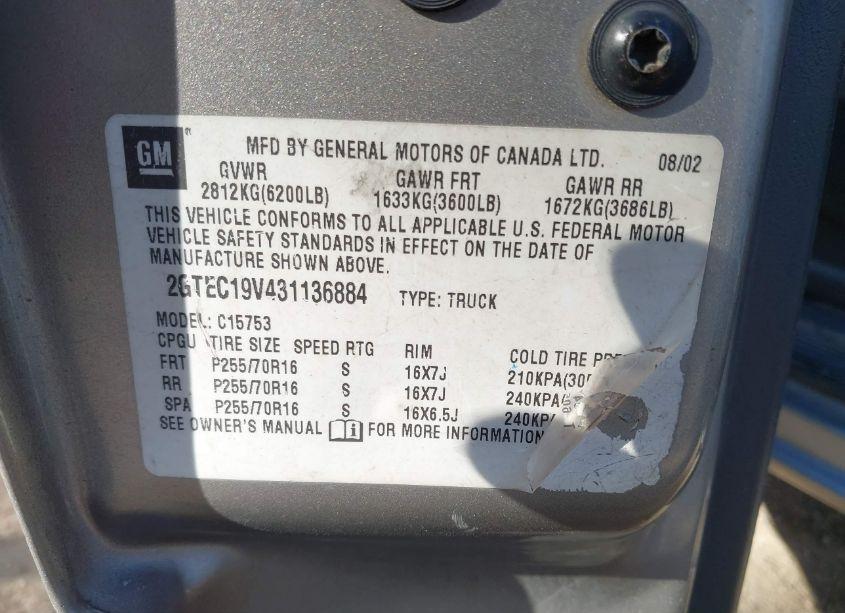 GM
MFD BY GENERAL MOTORS OF CANADA LTD. 08/02
GVWR GAWR FRT GAWR RR
2812KG(6200LB) 1633KG(3600LB) 1672KG(3686LB)
THIS VEHICLE CONFORMS TO ALL APPLICABLE U.S. FEDERAL MOTOR
VEHICLE SAFETY STANDARDS IN EFFECT ON THE DATE OF
MANUFACTURE SHOWN ABOVE.
2GTEC19V431136884 TYPE: TRUCK
MODEL: C15753
CPGU TIRE SIZE SPEED RTG RIM COLD TIRE
FRT P255/70R16 S 16X7J 210KPA(30
RR P255/70R16 S 16X7J 240KPA(
SPA P255/70R16 S 16X6.5J 240KPA
SEE OWNER'S MANUAL FOR MORE INFORMATION